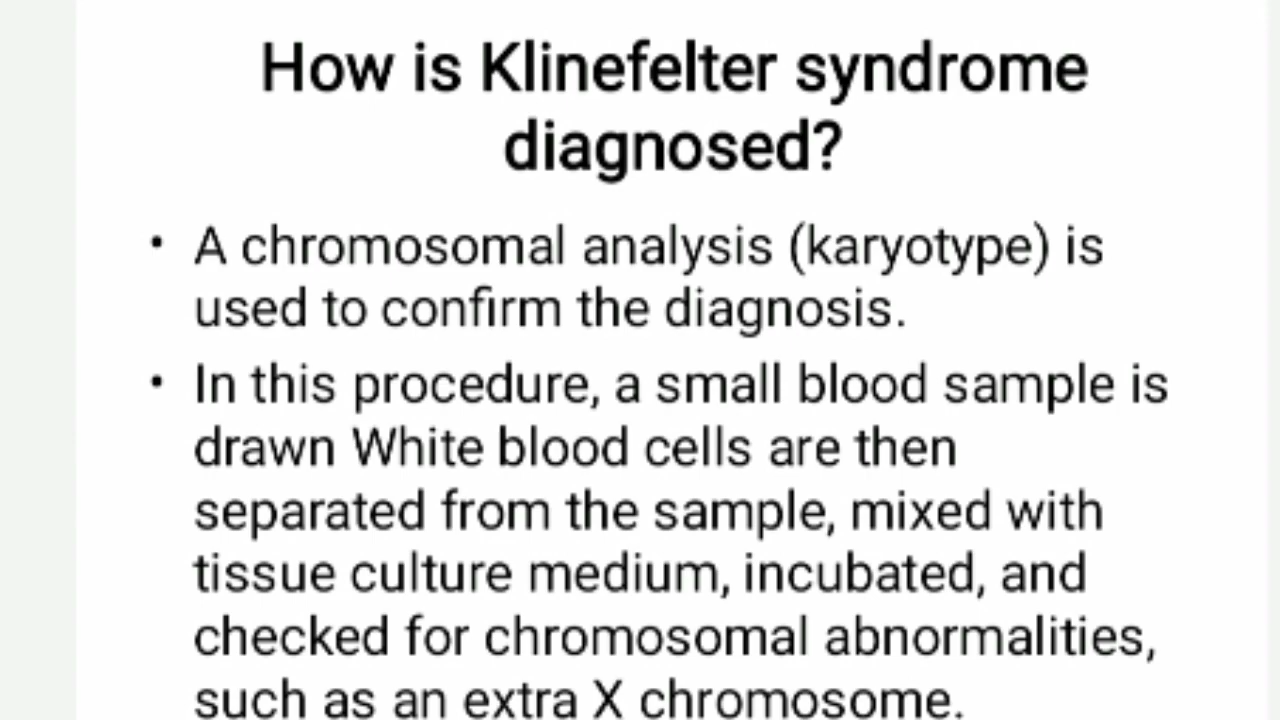 How is Klinefelter syndrome
diagnosed?
• A chromosomal analysis (karyotype) is
used to confirm the diagnosis.
• In this procedure, a small blood sample is
drawn White blood cells are then
separated from the sample, mixed with
tissue culture medium, incubated, and
checked for chromosomal abnormalities,
such as an extra X chromosome.